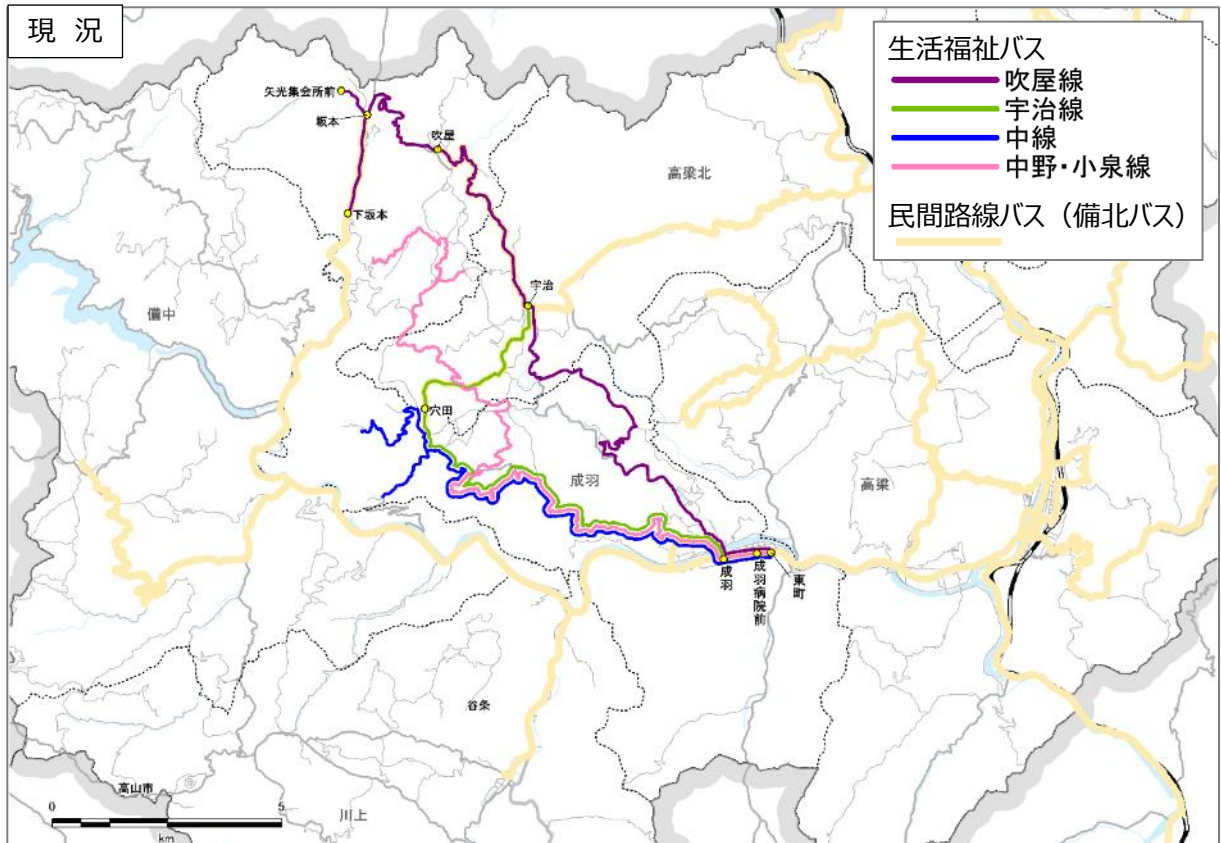 現 況
生活福祉バス
吹屋線
宇治線
中線
中野・小泉線
民間路線バス（備北バス）
矢光集会所前
坂本
吹屋
高梁北
下坂本
宇治
備中
穴田
成羽
高梁
成羽
成羽病院前
東町
谷条
高山市
川上
0
5
km